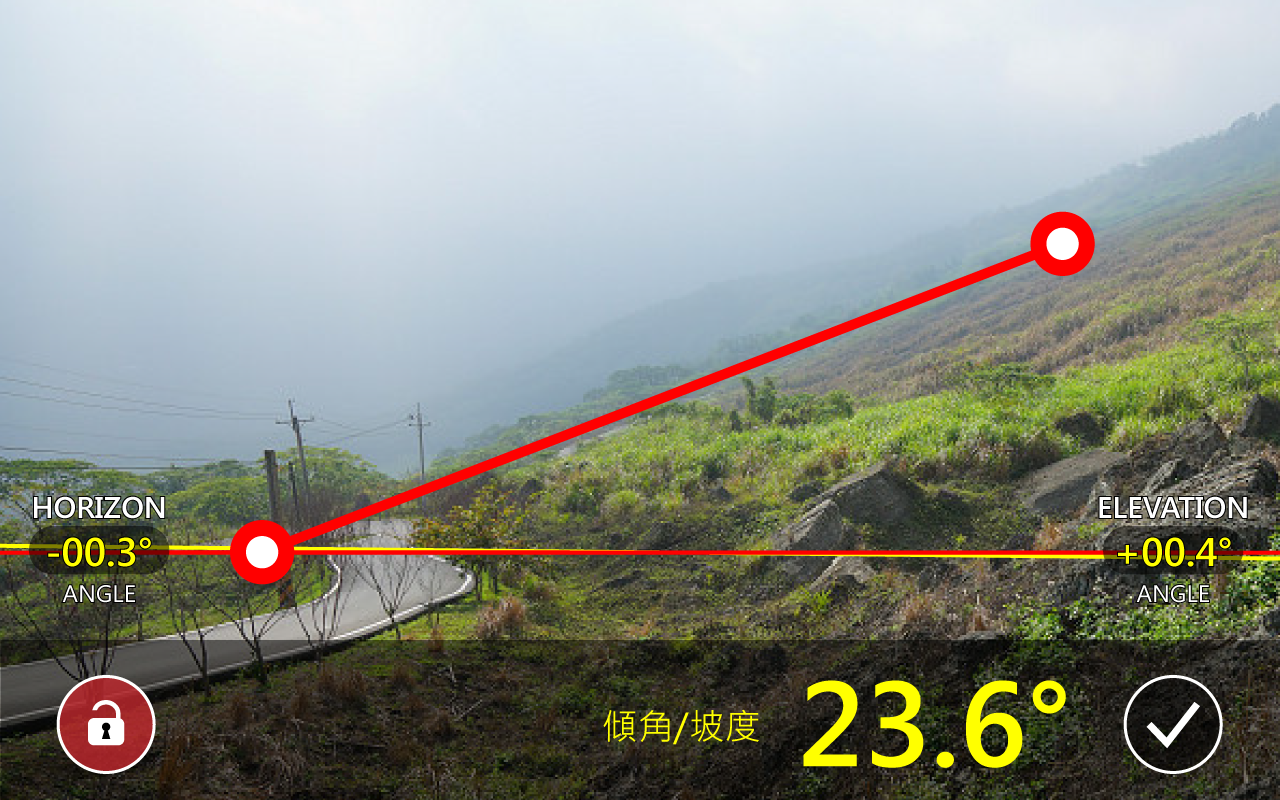 HORIZON
-00.3°
ANGLE
ELEVATION
+00.4°
ANGLE
傾角/坡度
23.6°